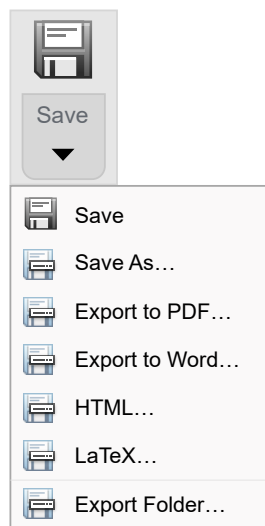 Save
Save
Save As…
Export to PDF…
Export to Word…
HTML…
LaTeX…
Export Folder…